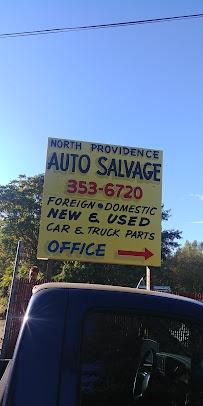 NORTH PROVIDENCE
AUTO SALVAGE
353-6720
FOREIGN • DOMESTIC
NEW & USED
CAR & TRUCK PARTS
OFFICE